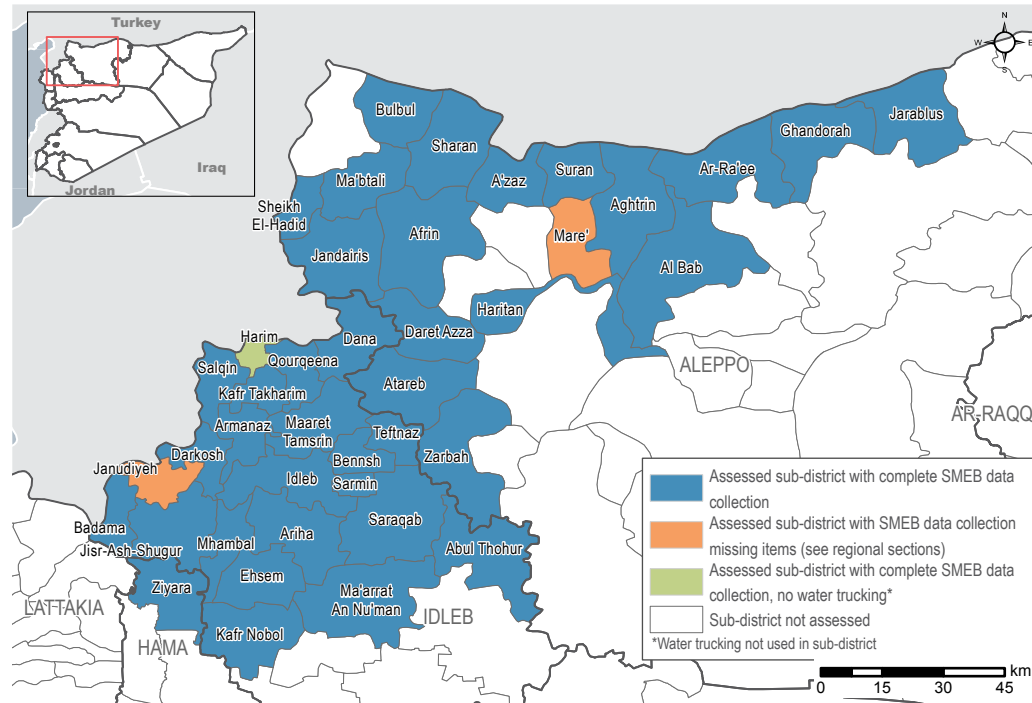 Turkey
Iraq
Jordan
N
W
E
S
Bulbul
Sharan
Ma'btali
Sheikh
El-Hadid
Jandairis
Afrin
A'zaz
Suran
Mare'
Aghtrin
Ar-Ra'ee
Ghandorah
Jarablus
Al Bab
Haritan
Daret Azza
Dana
Harim
Qourqeena
Salqin
Kafr Takharim
Atareb
ALEPPO
AR-RAQQ
Armanaz
Maaret
Tamsrin
Teftnaz
Zarbah
Darkosh
Janudiyeh
Bennsh
Idleb
Sarmin
Badama
Jisr-Ash-Shugur
Mhambal
Ariha
Saraqab
Abul Thohur
Ziyara
Ehsem
Ma'arrat
An Nu'man
Kafr Nobol
LATTAKIA
HAMA
IDLEB
Assessed sub-district with complete SMEB data
collection
Assessed sub-district with SMEB data collection
missing items (see regional sections)
Assessed sub-district with complete SMEB data
collection, no water trucking*
Sub-district not assessed
*Water trucking not used in sub-district
km
0 15 30 45